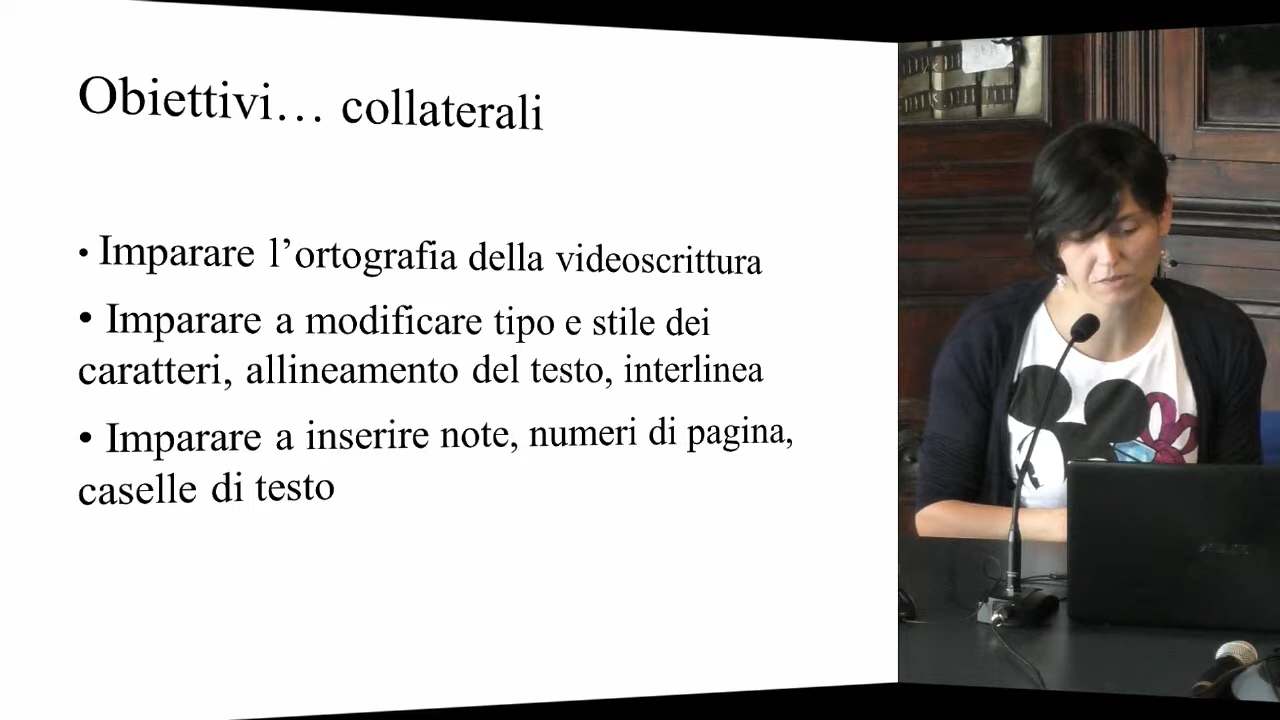 Obiettivi… collaterali
• Imparare l’ortografia della videoscrittura
• Imparare a modificare tipo e stile dei
caratteri, allineamento del testo, interlinea
• Imparare a inserire note, numeri di pagina,
caselle di testo